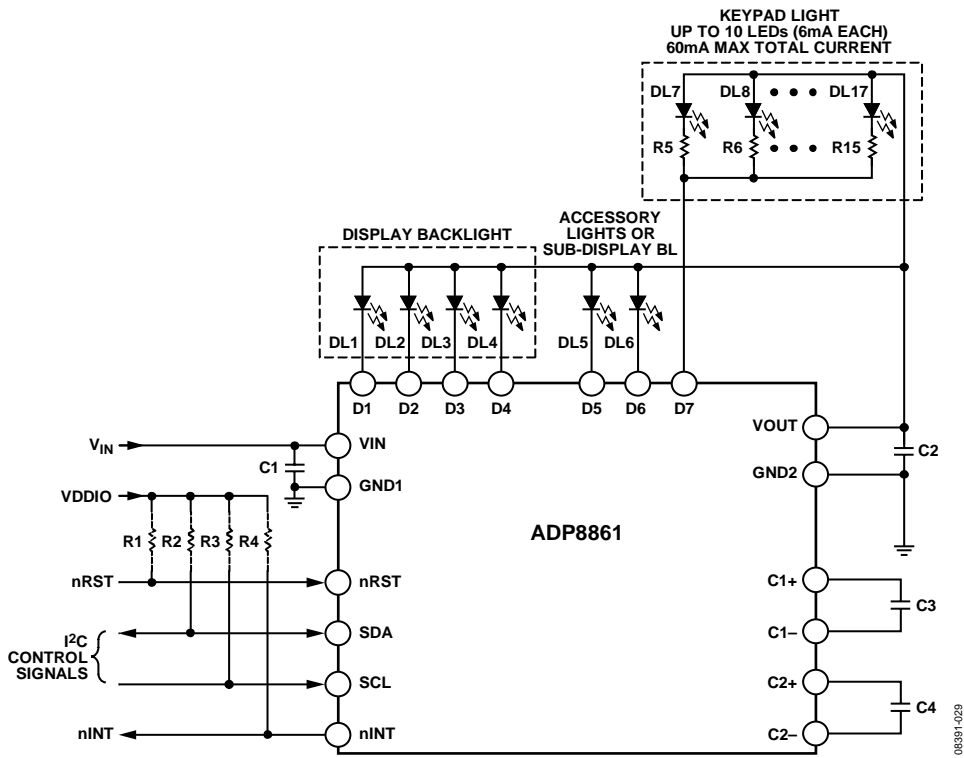 KEYPAD LIGHT
UP TO 10 LEDs (6mA EACH)
60mA MAX TOTAL CURRENT
DL7 DL8 • • • DL17
R5 R6 • • • R15
ACCESSORY
LIGHTS OR
SUB-DISPLAY BL
DISPLAY BACKLIGHT
DL1 DL2 DL3 DL4 DL5 DL6
D1 D2 D3 D4 D5 D6 D7
VOUT
C2
VIN VIN
C1
GND2
GND1
VDDIO
ADP8861
R1 R2 R3 R4
nRST nRST
C1+
C3
C1–
I2C
CONTROL
SIGNALS
SDA
SCL
C2+
C4
C2–
nINT nINT
08391-029